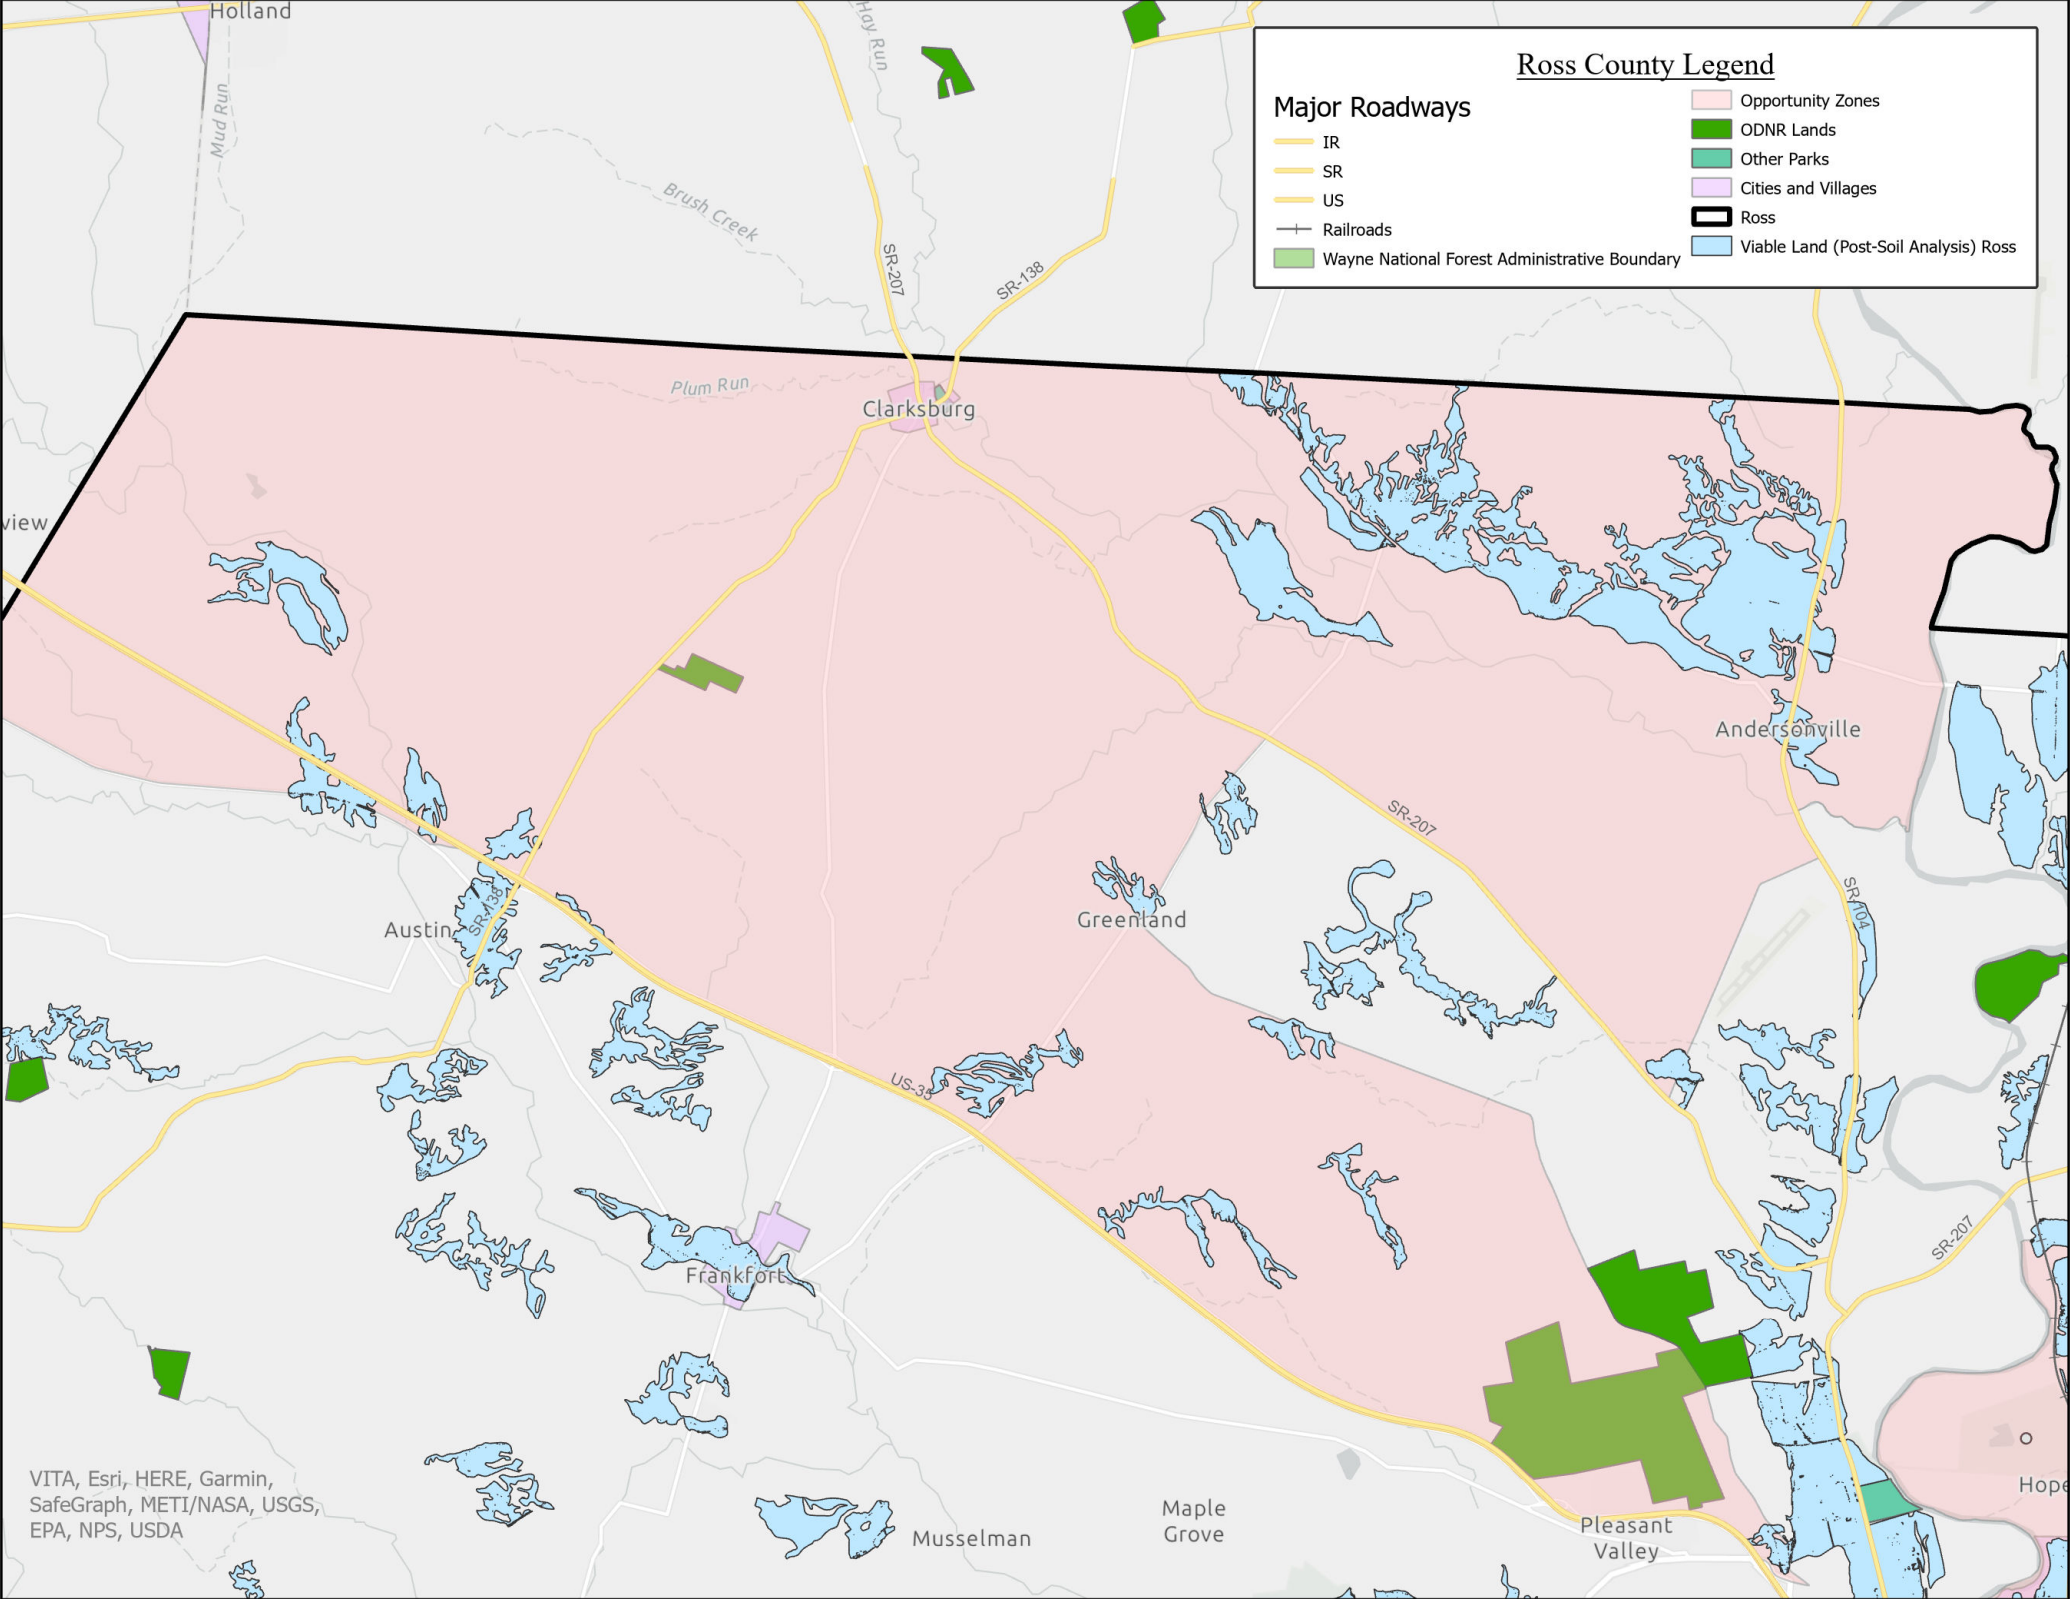 Holland
Hay Run
Mud Run
Brush Creek
SR-207
SR-138
Ross County Legend
Major Roadways
IR
SR
US
Railroads
Wayne National Forest Administrative Boundary
Opportunity Zones
ODNR Lands
Other Parks
Cities and Villages
Ross
Viable Land (Post-Soil Analysis) Ross
Plum Run
Clarksburg
view
Andersonville
SR-207
SR-138
Austin
Greenland
SR-104
US-35
SR-207
Frankfort
Hope
Maple
Grove
Musselman
Pleasant
Valley
VITA, Esri, HERE, Garmin,
SafeGraph, METI/NASA, USGS,
EPA, NPS, USDA